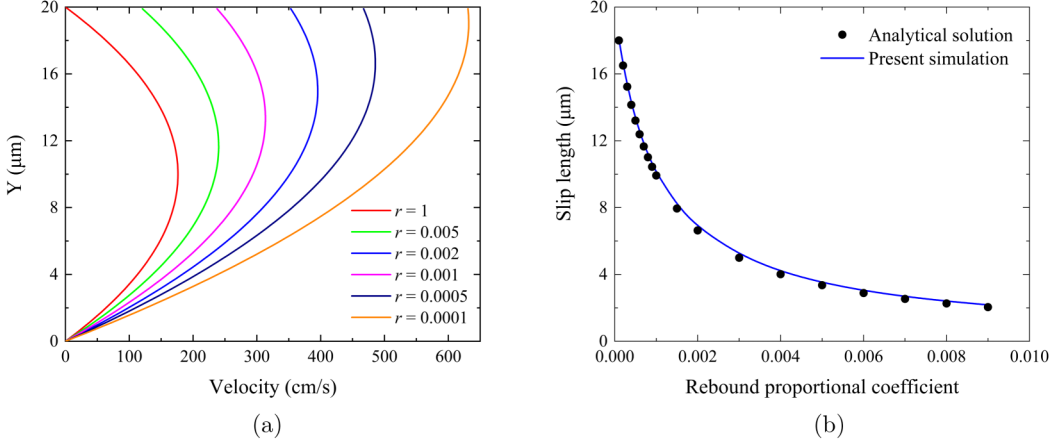 20
16
12
8
4
0
Y (μm)
r = 1
r = 0.005
r = 0.002
r = 0.001
r = 0.0005
r = 0.0001
0 100 200 300 400 500 600
Velocity (cm/s)
(a)
20
16
12
8
4
0
Slip length (μm)
Analytical solution
Present simulation
0.000 0.002 0.004 0.006 0.008 0.010
Rebound proportional coefficient
(b)